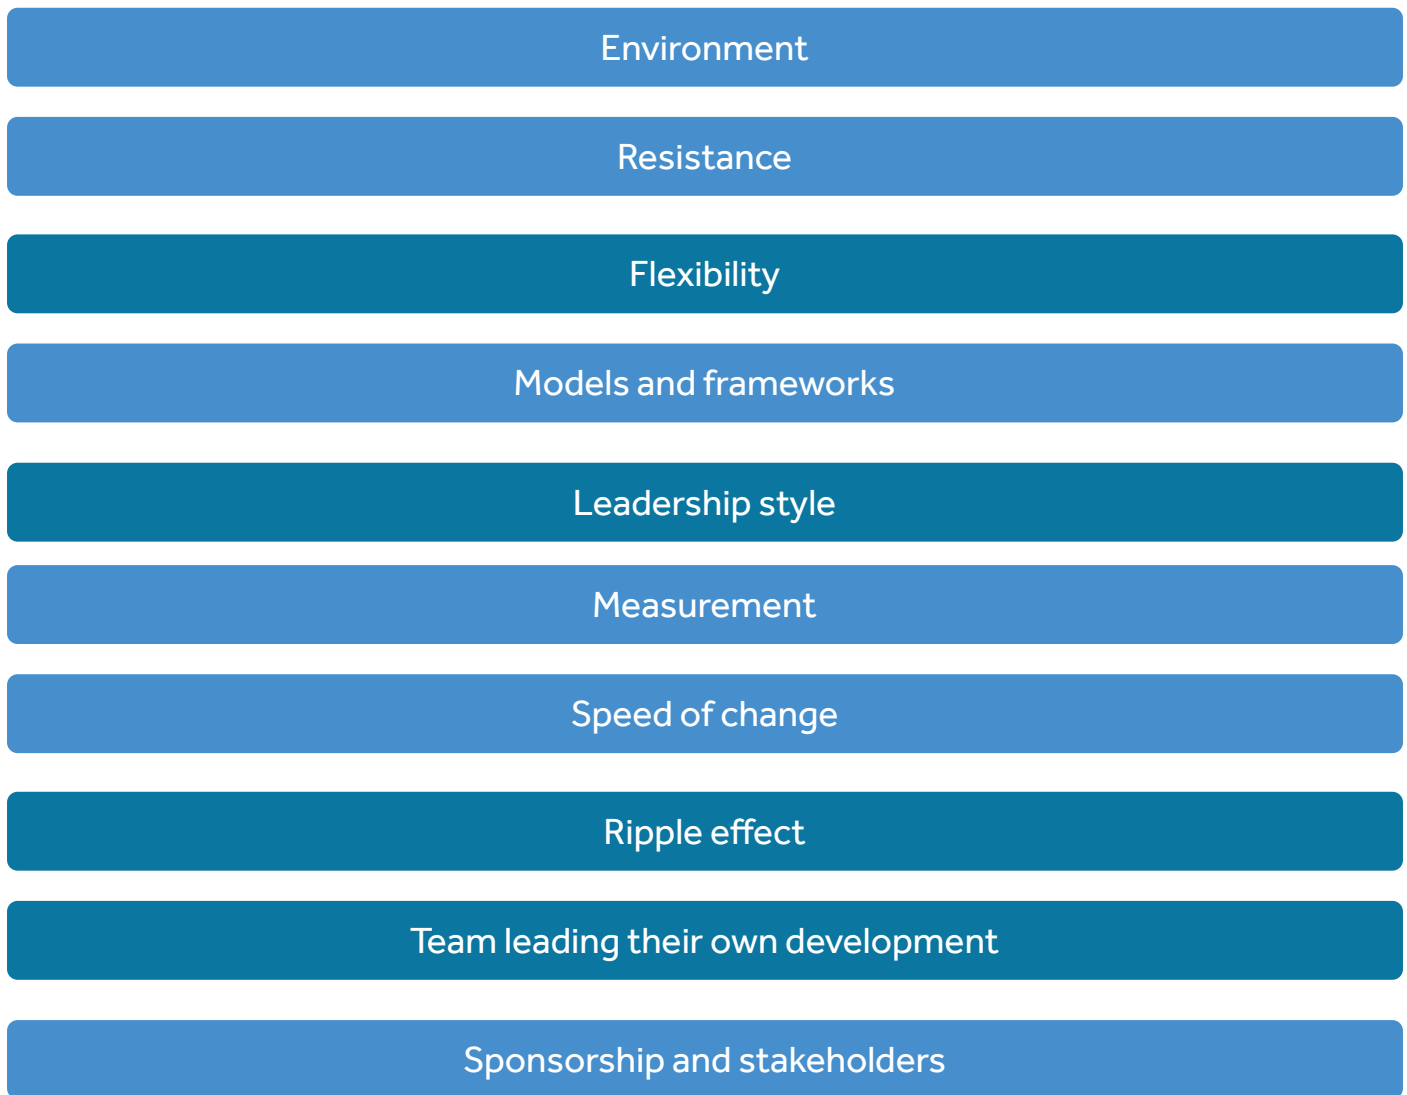 Environment
Resistance
Flexibility
Models and frameworks
Leadership style
Measurement
Speed of change
Ripple effect
Team leading their own development
Sponsorship and stakeholders